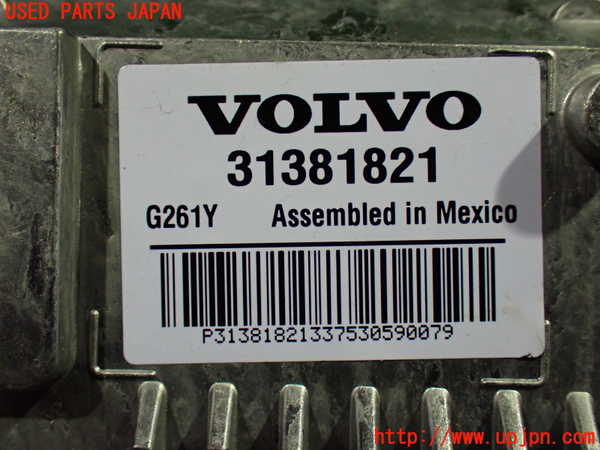 USED PARTS JAPAN
VOLVO
31381821
G261Y Assembled in Mexico
P31381821337530590079
http://www.upjpn.com/